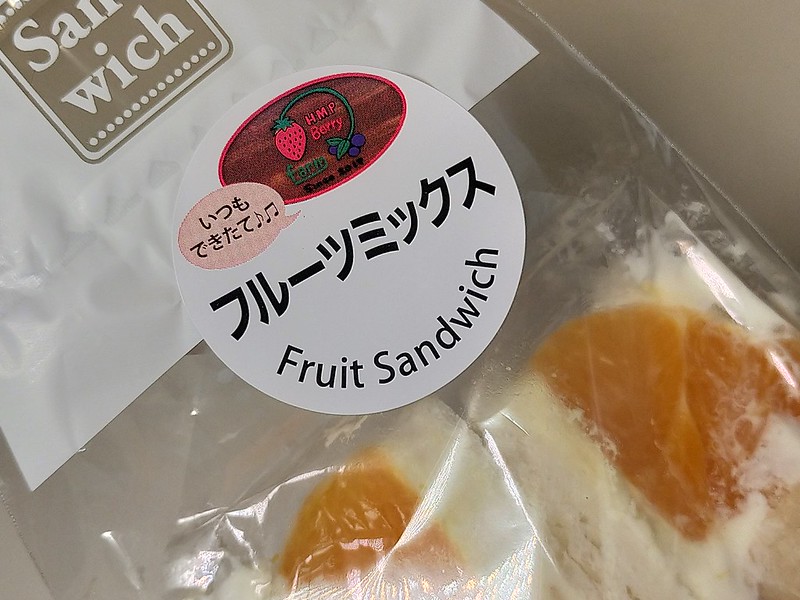 San
wich
H.M.P
Berry
farm
Since 2019
いつも
できたて♪♫
フルーツミックス
Fruit Sandwich